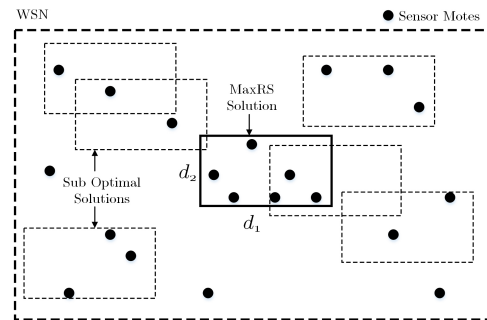 WSN
Sensor Motes
MaxRS
Solution
d₂
Sub Optimal
Solutions
d₁